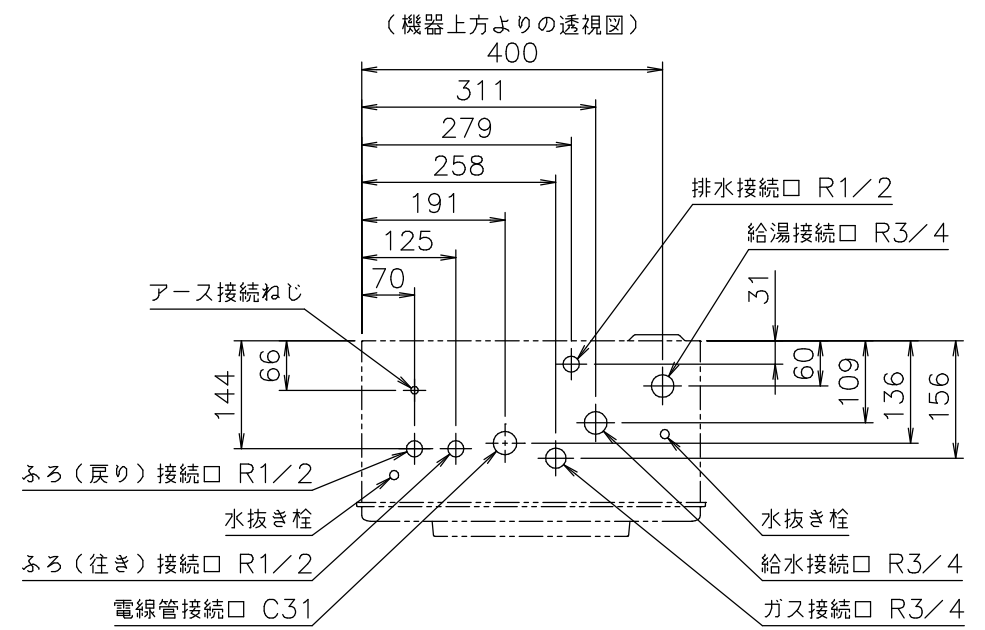 (機器上方よりの透視図)
400
311
279
258
191
125
70
排水接続口 R1/2
給湯接続口 R3/4
アース接続ねじ
31
66
144
60
109
136
156
ふろ(戻り)接続口 R1/2
水抜き栓
ふろ(往き)接続口 R1/2
電線管接続口 C31
水抜き栓
給水接続口 R3/4
ガス接続口 R3/4